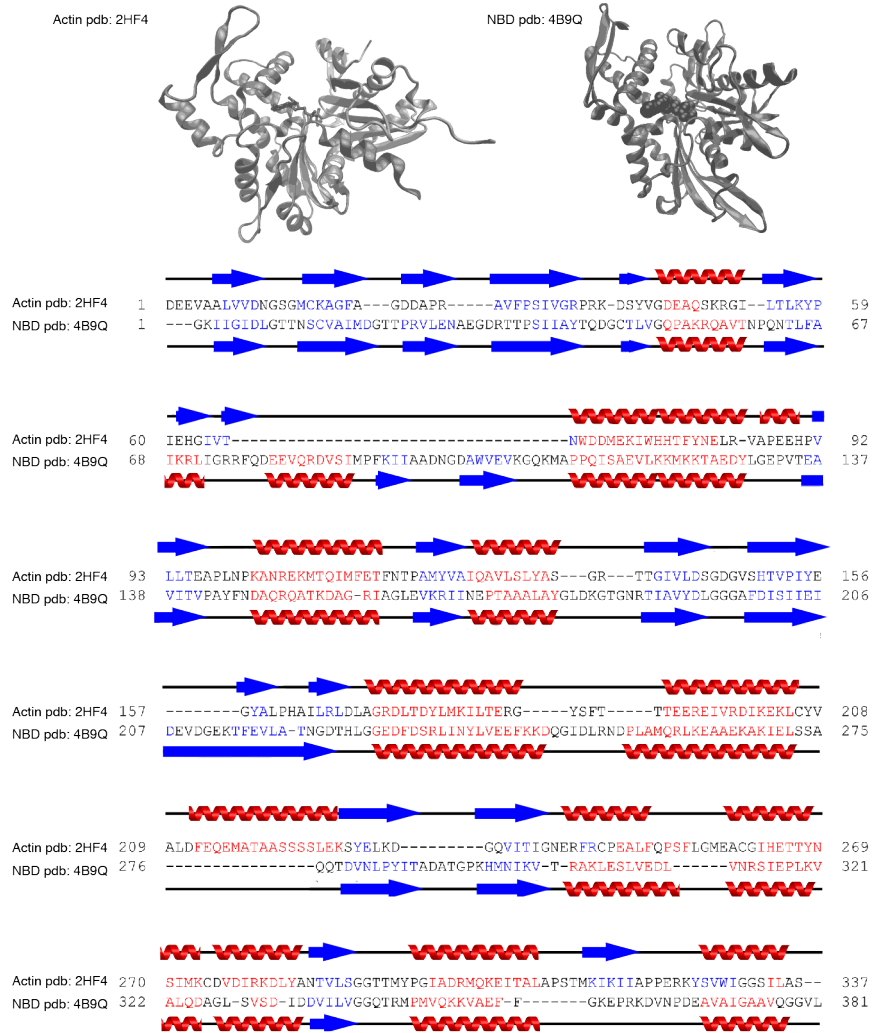 Actin pdb: 2HF4 NBD pdb: 4B9Q
Actin pdb: 2HF4 1 DEEVAALVVDNGSGMCKAGFA---GDDAPR-----AVFPSIVGRPRK-DSYVGDEAQSKRGI--LTLKYP 59
NBD pdb: 4B9Q 1 ---GKIIGIDLGTTNSCVAIMDGTTPRVLENAEGDRTTPSIIAYTQDGCTLVGQPAKRQAVTNPQNTLFA 67
Actin pdb: 2HF4 60 IEHGIVT------------------------------------NWDDMEKIWHHTFYNELR-VAPEEHPV 92
NBD pdb: 4B9Q 68 IKRLIGRRFQDEEVQRDVSIMPFKIIAADNGDAWVEVKGQKMAPPQISAEVLKKMKKTAEDYLGEPVTEA 137
Actin pdb: 2HF4 93 LLTEAPLNPKANREKMTQIMFETFNTPAMYVAIQAVLSLYAS---GR--TTGIVLDSGDGVSHTVPIYE 156
NBD pdb: 4B9Q 138 VITVPAYFNDAQRQATKDAG-RIAGLEVKRIINEPTAAALAYGLDKGTGNRTIAVYDLGGGAFDISIIEI 206
Actin pdb: 2HF4 157 --------GYALPHAILRLDLAGRDLTDYLMKILTERG-----YSFT------TTEEREIVRDIKEKLCYV 208
NBD pdb: 4B9Q 207 DEVDGEKTFEVLA-TNGDTHLGGEDFDSRLINYLVEEFKKDQGIDLRNDPLAMQRLKEAAEKAKIELSSA 275
Actin pdb: 2HF4 209 ALDFEQEMATAASSSSLEKSYELKD---------GQVITIGNERFRCPEALFQPSFLGMEACGIHETTYN 269
NBD pdb: 4B9Q 276 ----------------QQTDVNLPYITADATGPKHMNIKV-T-RAKLESLVEDL------VNRSIEPLKV 321
Actin pdb: 2HF4 270 SIMKCDVDIRKDLYANTVLSGGTTMYPGIADRMQKEITALAPSTMKIKIIAPPERKYSVWIGGSILAS-- 337
NBD pdb: 4B9Q 322 ALQDAGL-SVSD-IDDVILVGGQTRMPMVQKKVAEF-F-------GKEPRKDVNPDEAVAIGAAVQGGVL 381